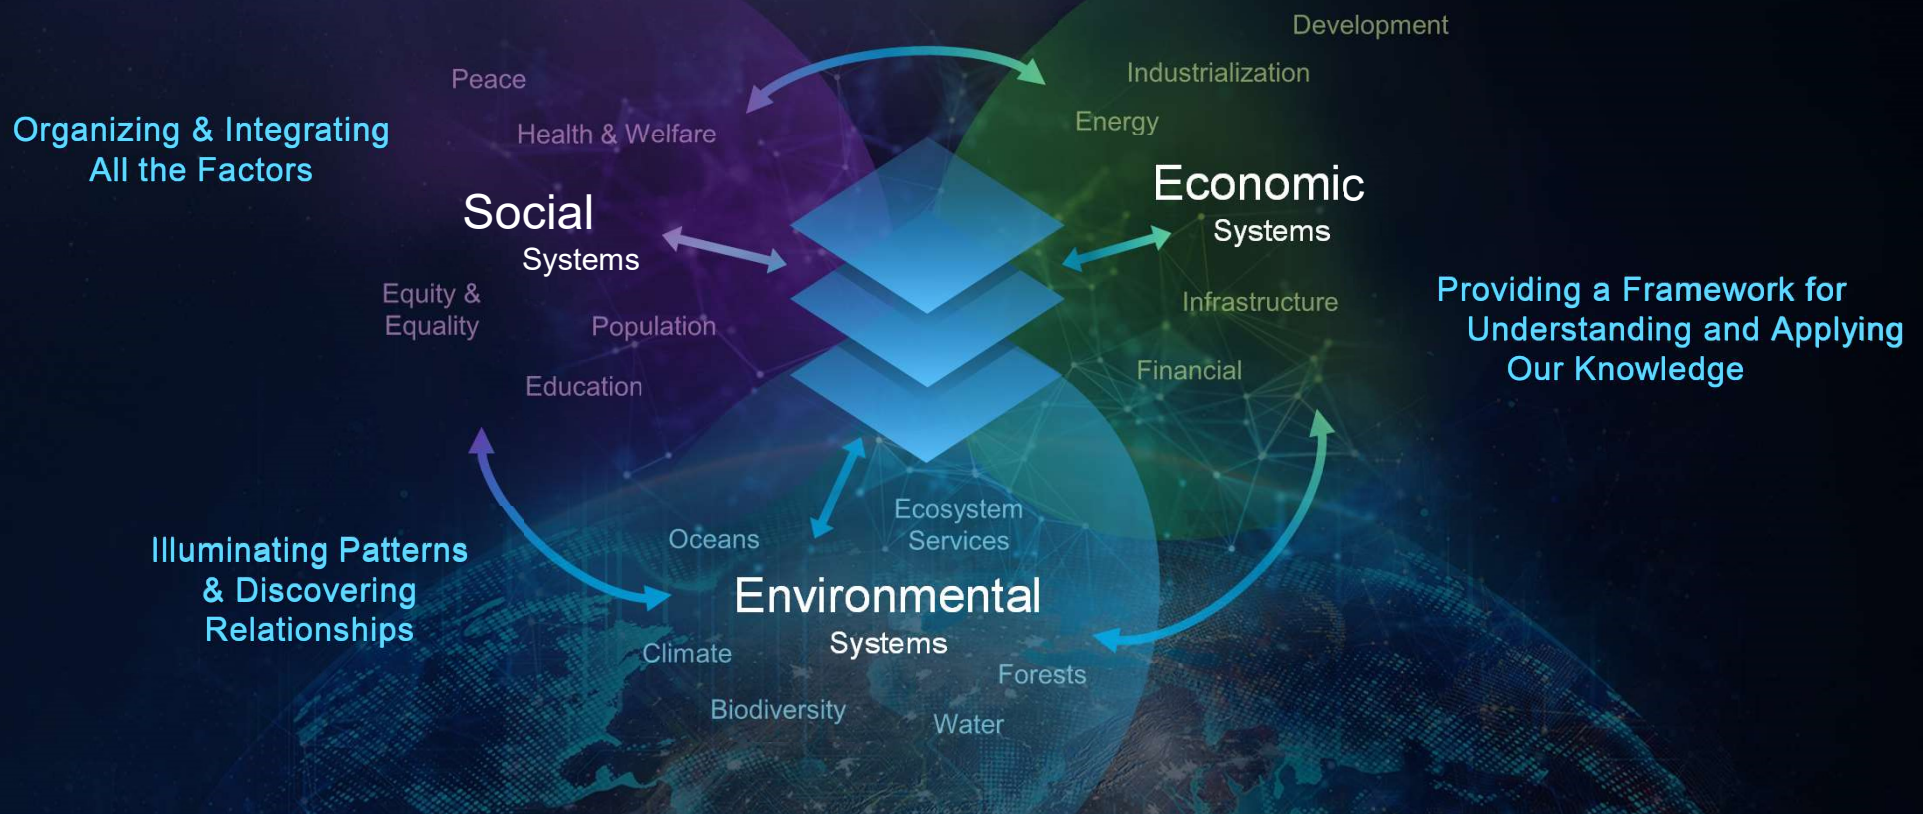 Development
Peace
Industrialization
Organizing & Integrating
All the Factors
Health & Welfare
Energy
Social
Systems
Economic
Systems
Equity &
Equality
Population
Education
Infrastructure
Financial
Providing a Framework for
Understanding and Applying
Our Knowledge
Illuminating Patterns
& Discovering
Relationships
Oceans
Ecosystem
Services
Environmental
Systems
Climate
Forests
Biodiversity
Water